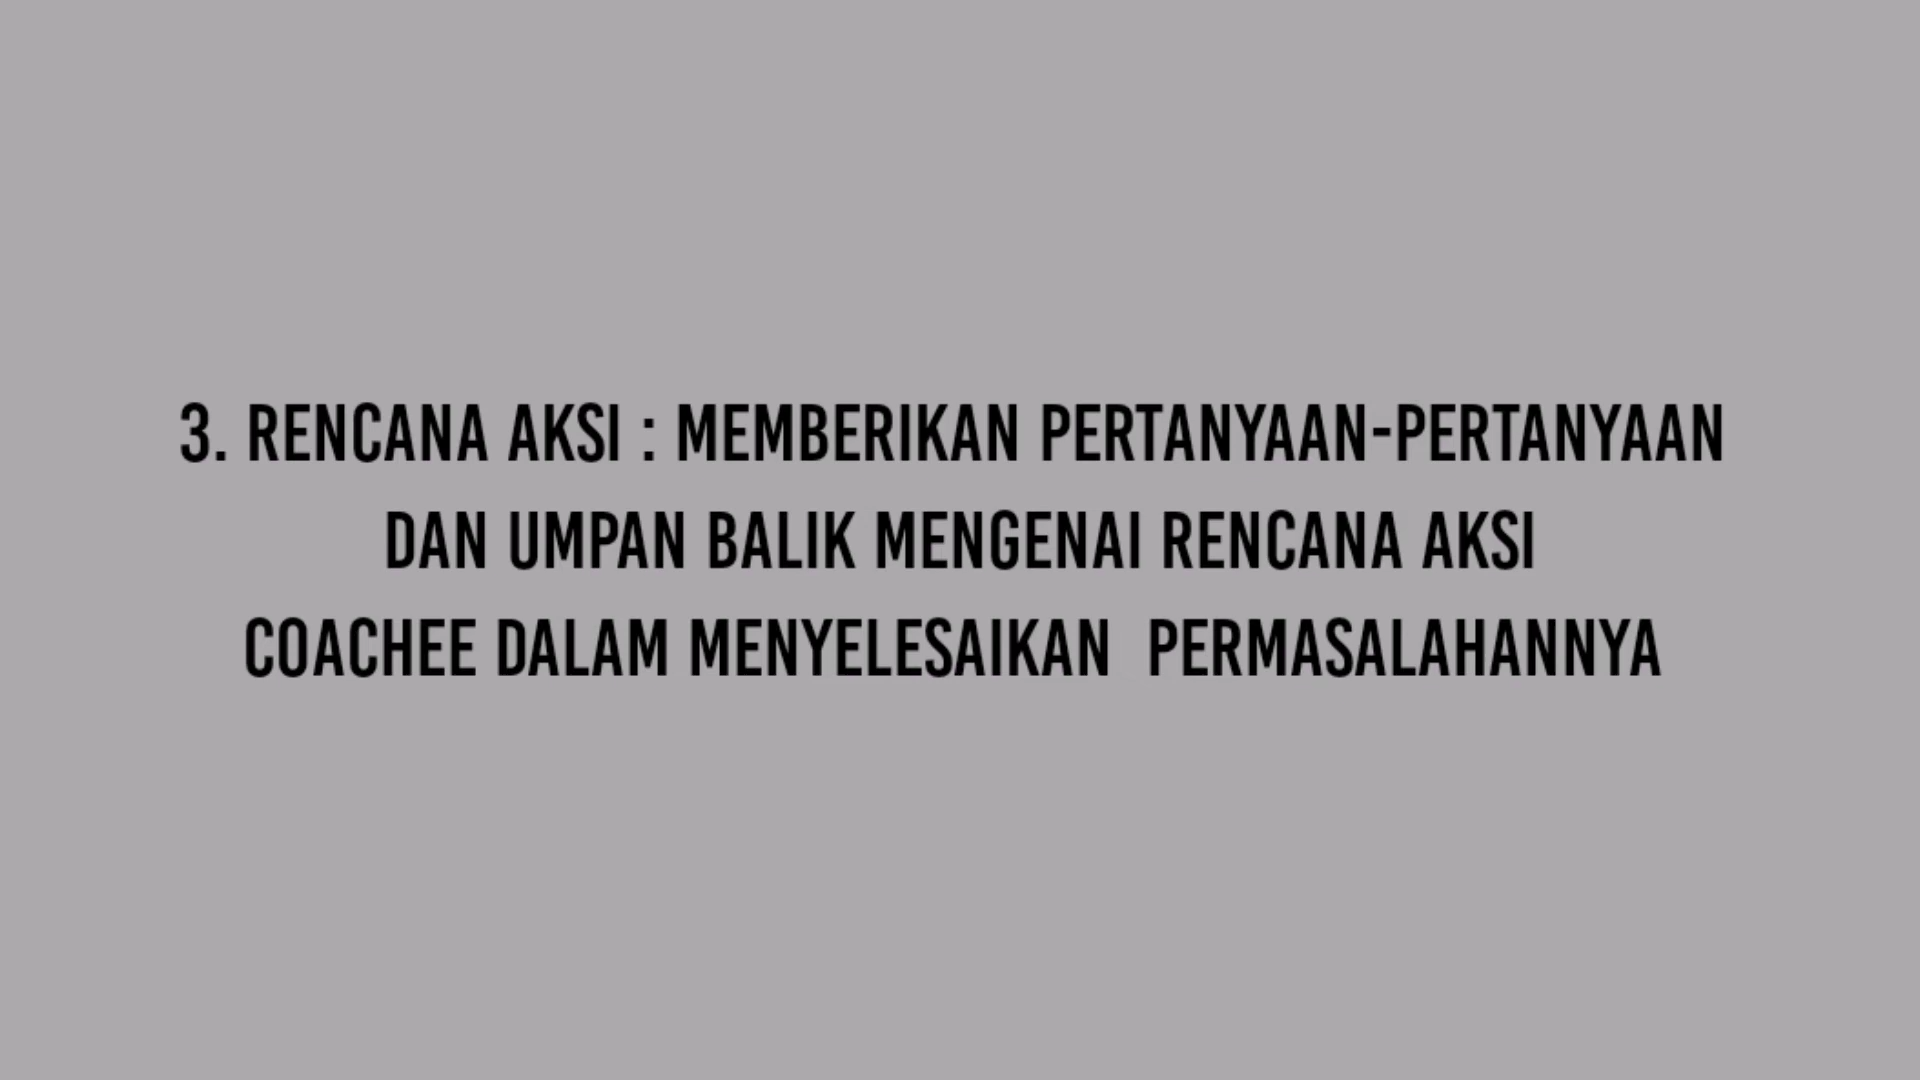 3. RENCANA AKSI : MEMBERIKAN PERTANYAAN-PERTANYAAN
DAN UMPAN BALIK MENGENAI RENCANA AKSI
COACHEE DALAM MENYELESAIKAN  PERMASALAHANNYA